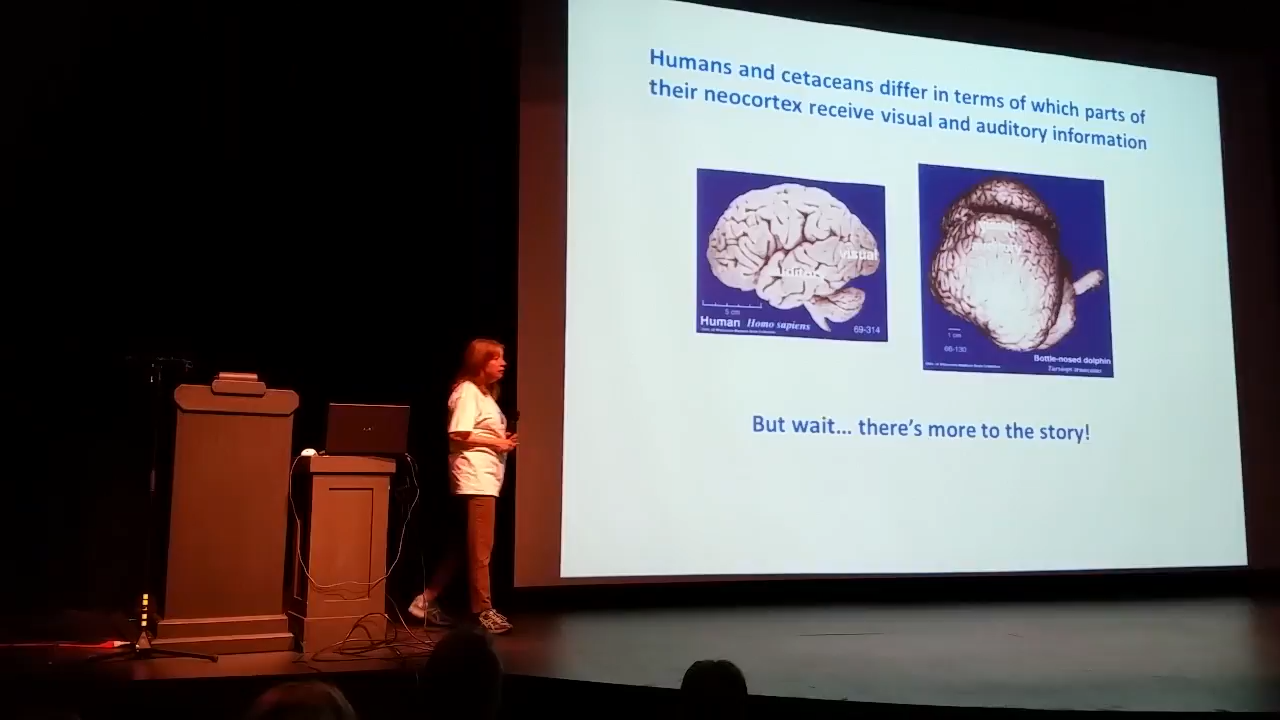 Humans and cetaceans differ in terms of which parts of
their neocortex receive visual and auditory information
visual
auditory
5 cm
Human Homo sapiens
69-314
1 cm
66-130
Bottle-nosed dolphin
But wait... there's more to the story!